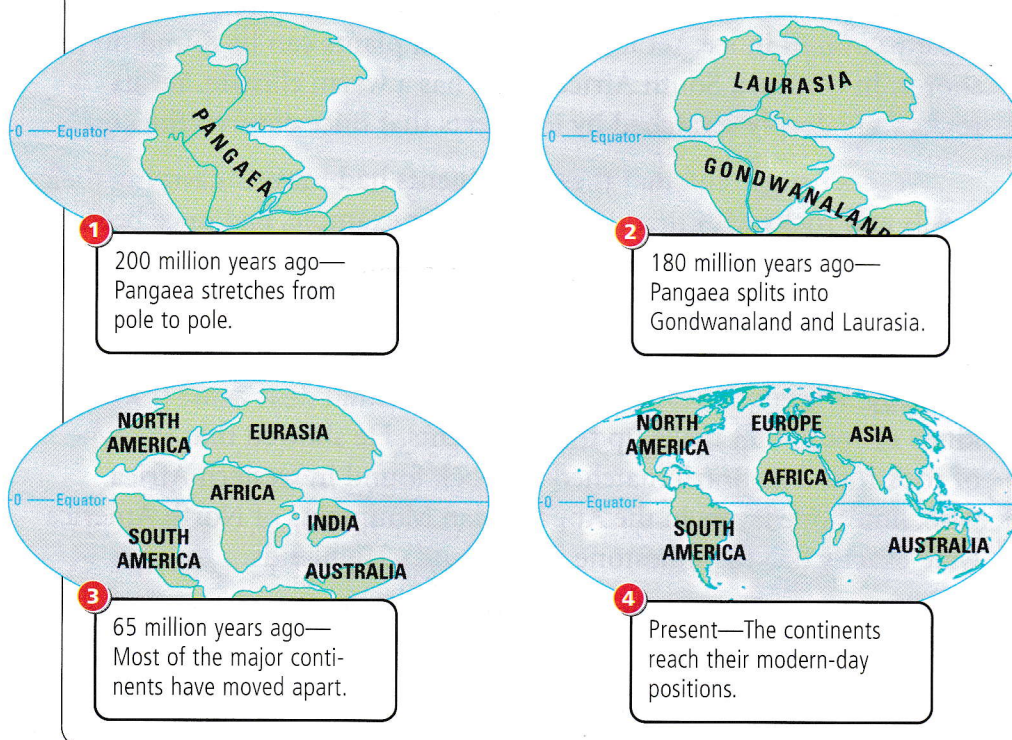 0 Equator
PANGAEA
1
200 million years ago—
Pangaea stretches from
pole to pole.
LAURASIA
0 Equator
GONDWANALAND
2
180 million years ago—
Pangaea splits into
Gondwanaland and Laurasia.
NORTH
AMERICA
EURASIA
AFRICA
0 Equator
INDIA
SOUTH
AMERICA
AUSTRALIA
3
65 million years ago—
Most of the major conti-
nents have moved apart.
NORTH
AMERICA
EUROPE
ASIA
AFRICA
0 Equator
SOUTH
AMERICA
AUSTRALIA
4
Present—The continents
reach their modern-day
positions.